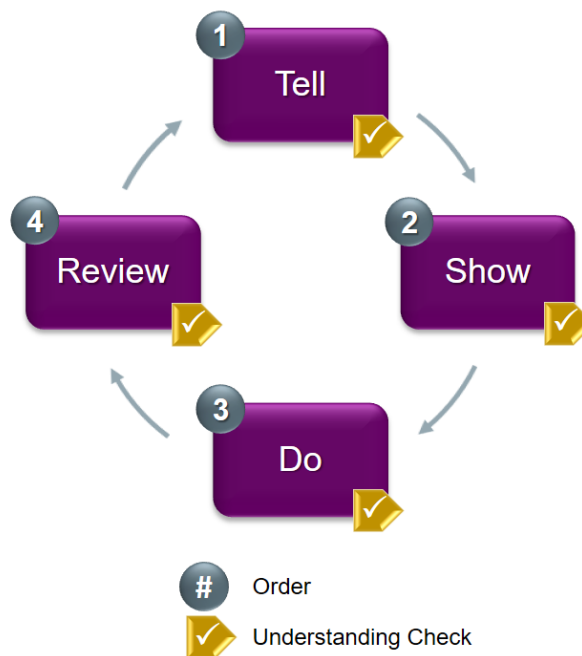 1
Tell
2
Show
3
Do
4
Review
# Order
Understanding Check